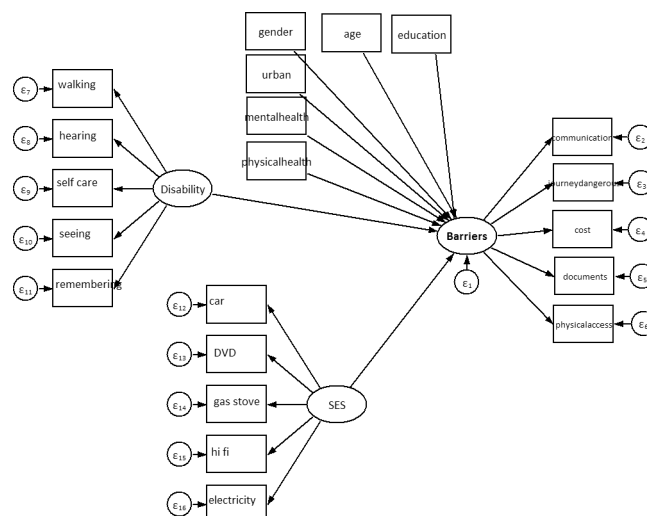 gender
age
education
urban
mentalhealth
physicalhealth
walking
ε7
hearing
ε8
self care
ε9
seeing
ε10
remembering
ε11
Disability
Barriers
ε1
communication
ε2
journeydangerous
ε3
cost
ε4
documents
ε5
physicalaccess
ε6
car
ε12
DVD
ε13
gas stove
ε14
hi fi
ε15
electricity
ε16
SES